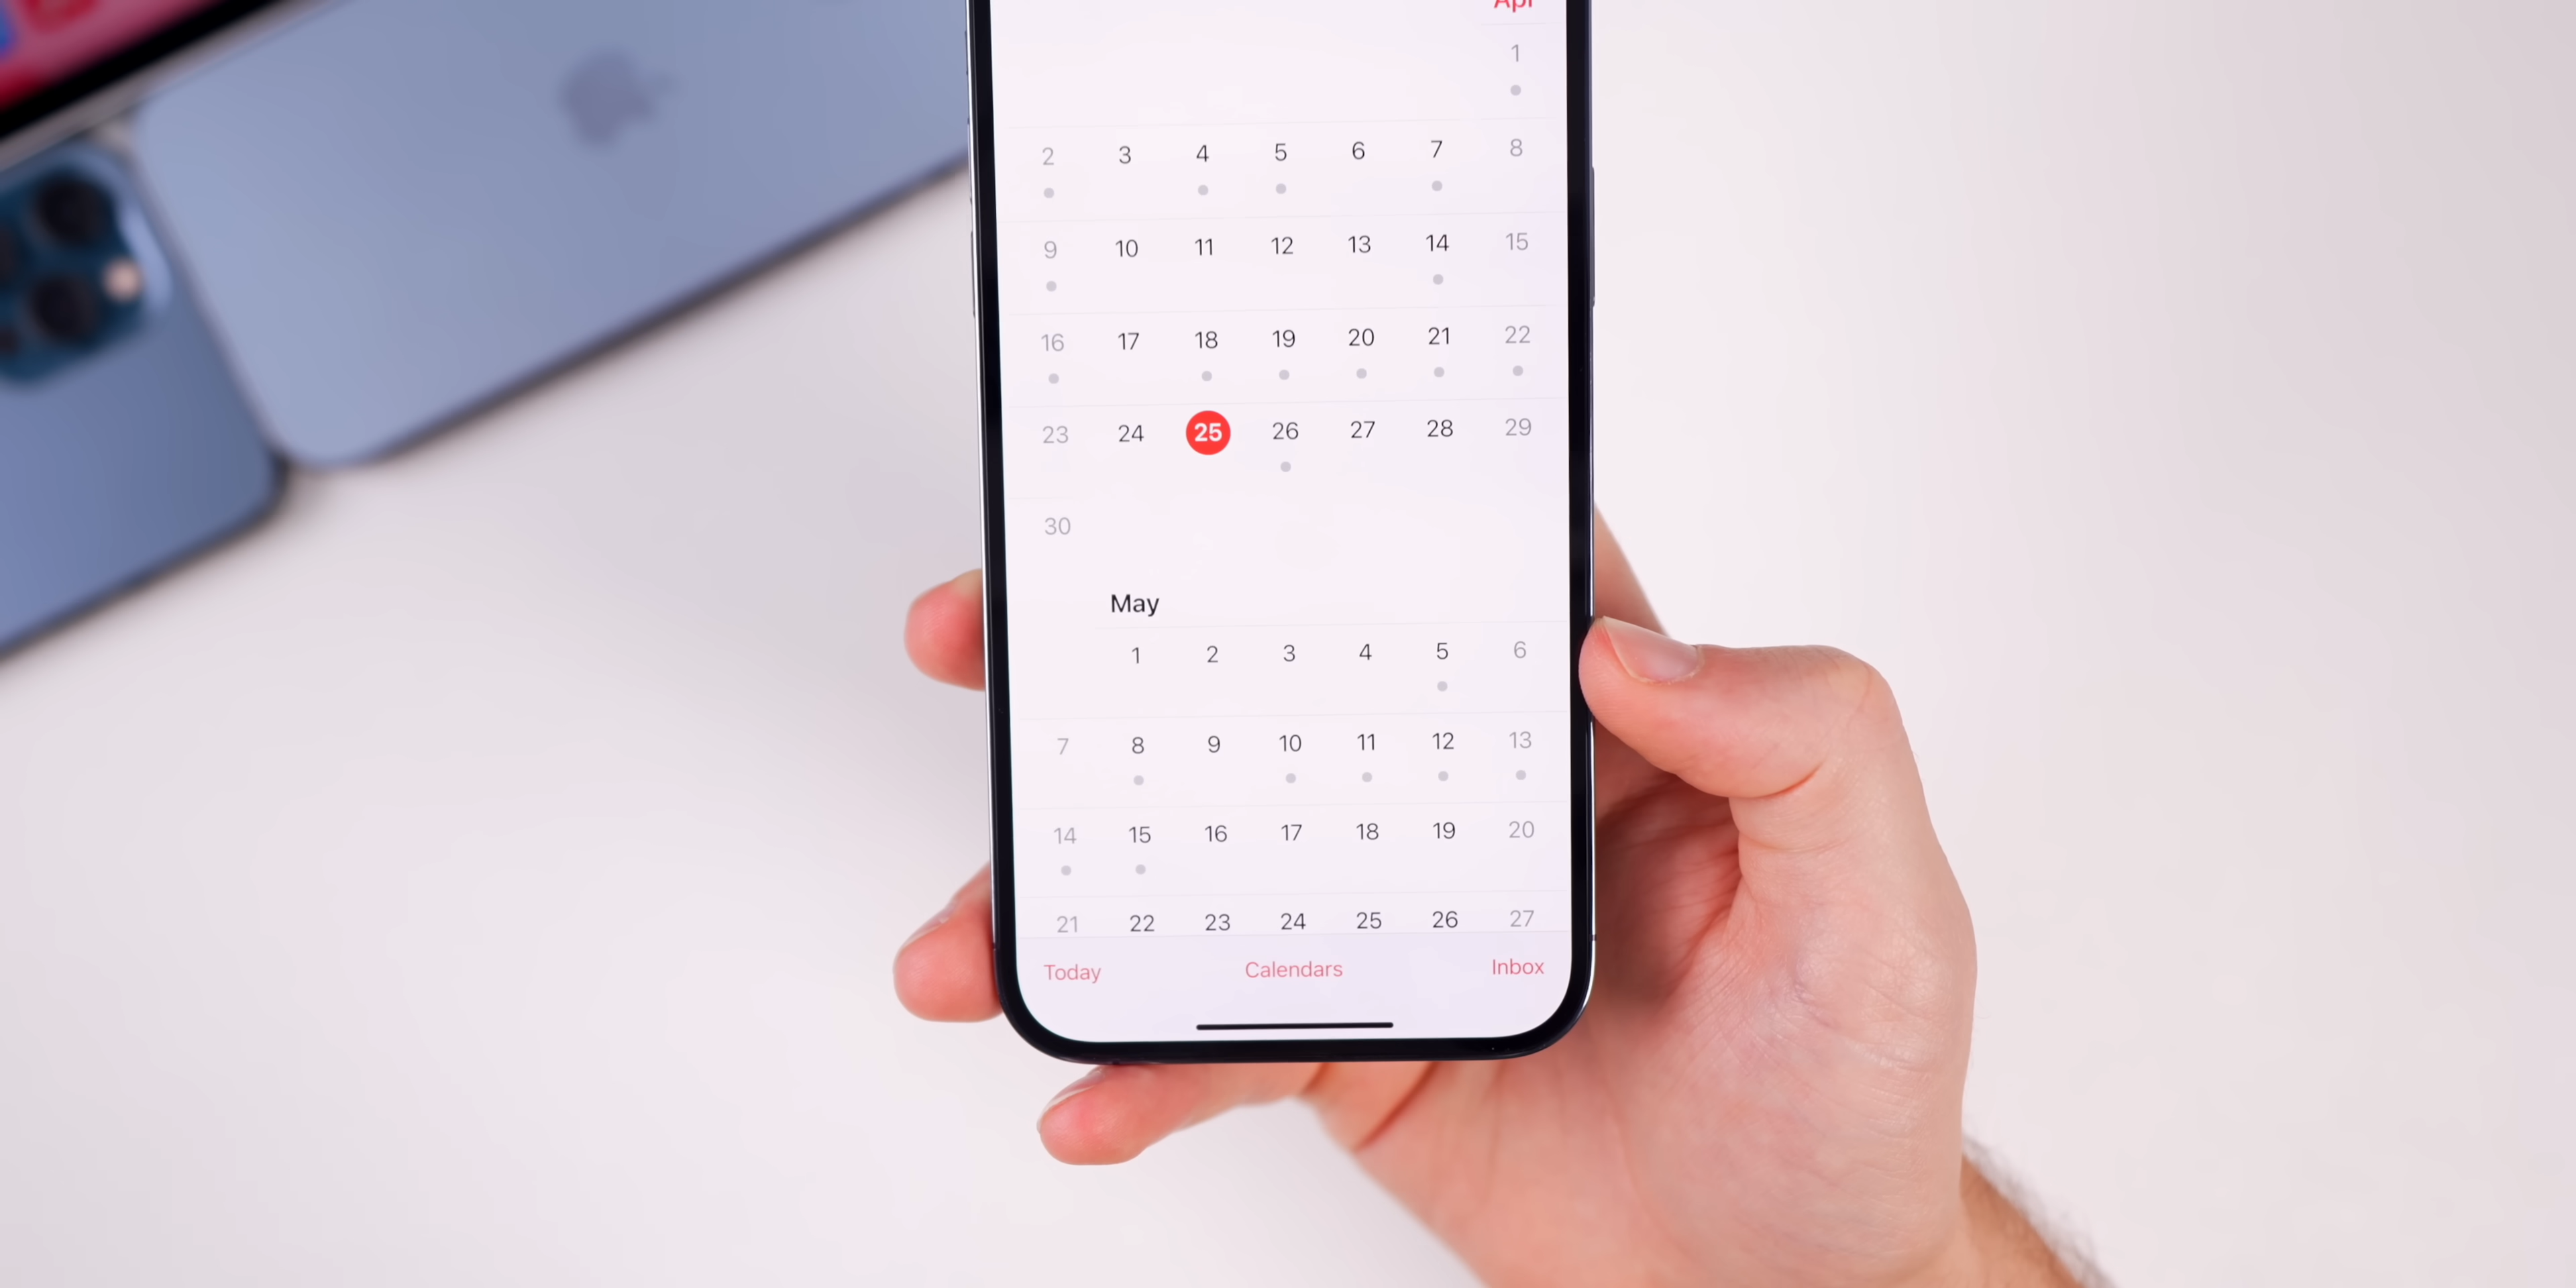 Apr
1
2 3 4 5 6 7 8
9 10 11 12 13 14 15
16 17 18 19 20 21 22
23 24 25 26 27 28 29
30
May
1 2 3 4 5 6
7 8 9 10 11 12 13
14 15 16 17 18 19 20
21 22 23 24 25 26 27
Today Calendars Inbox